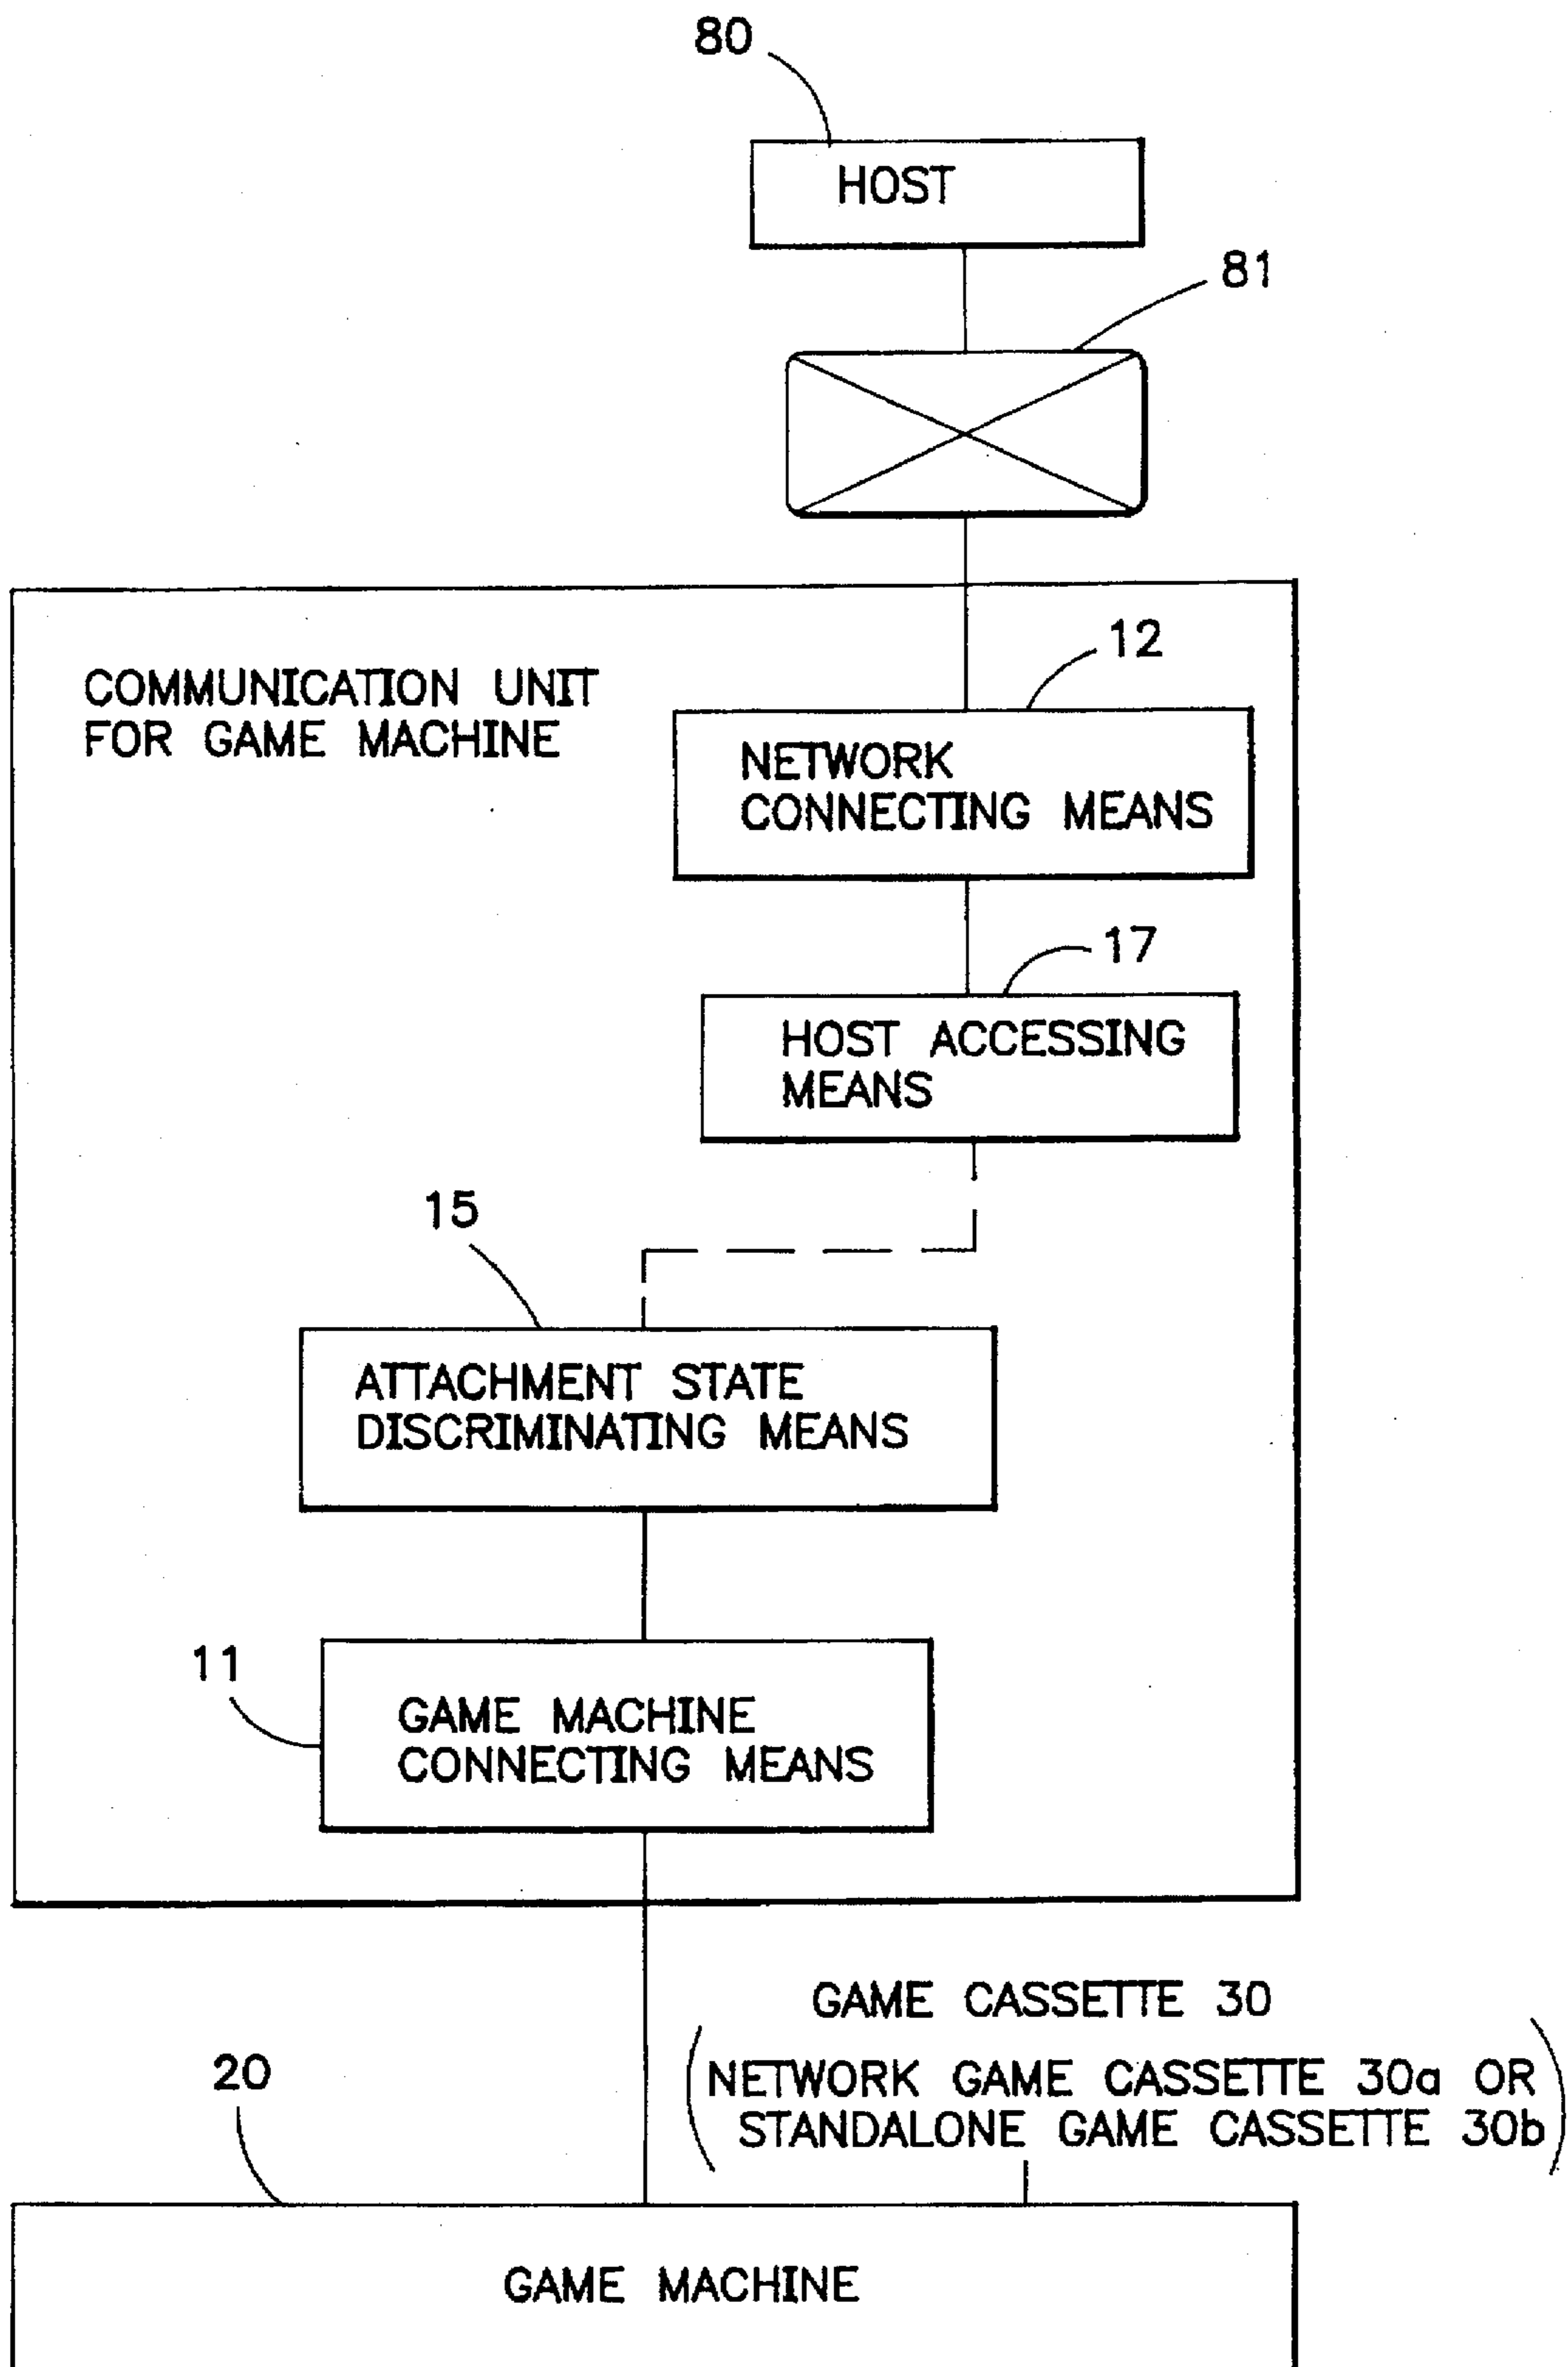 80
HOST
81
COMMUNICATION UNIT
FOR GAME MACHINE
12
NETWORK
CONNECTING MEANS
17
HOST ACCESSING
MEANS
15
ATTACHMENT STATE
DISCRIMINATING MEANS
11
GAME MACHINE
CONNECTING MEANS
GAME CASSETTE 30
(NETWORK GAME CASSETTE 30a OR
STANDALONE GAME CASSETTE 30b)
20
GAME MACHINE